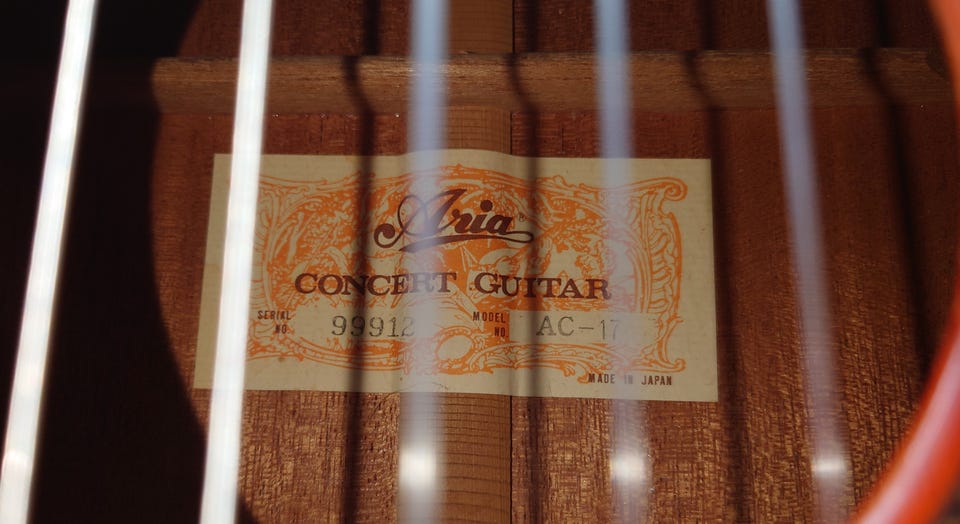 Aria®
CONCERT GUITAR
SERIAL NO. 99912 MODEL NO. AC-17
MADE IN JAPAN